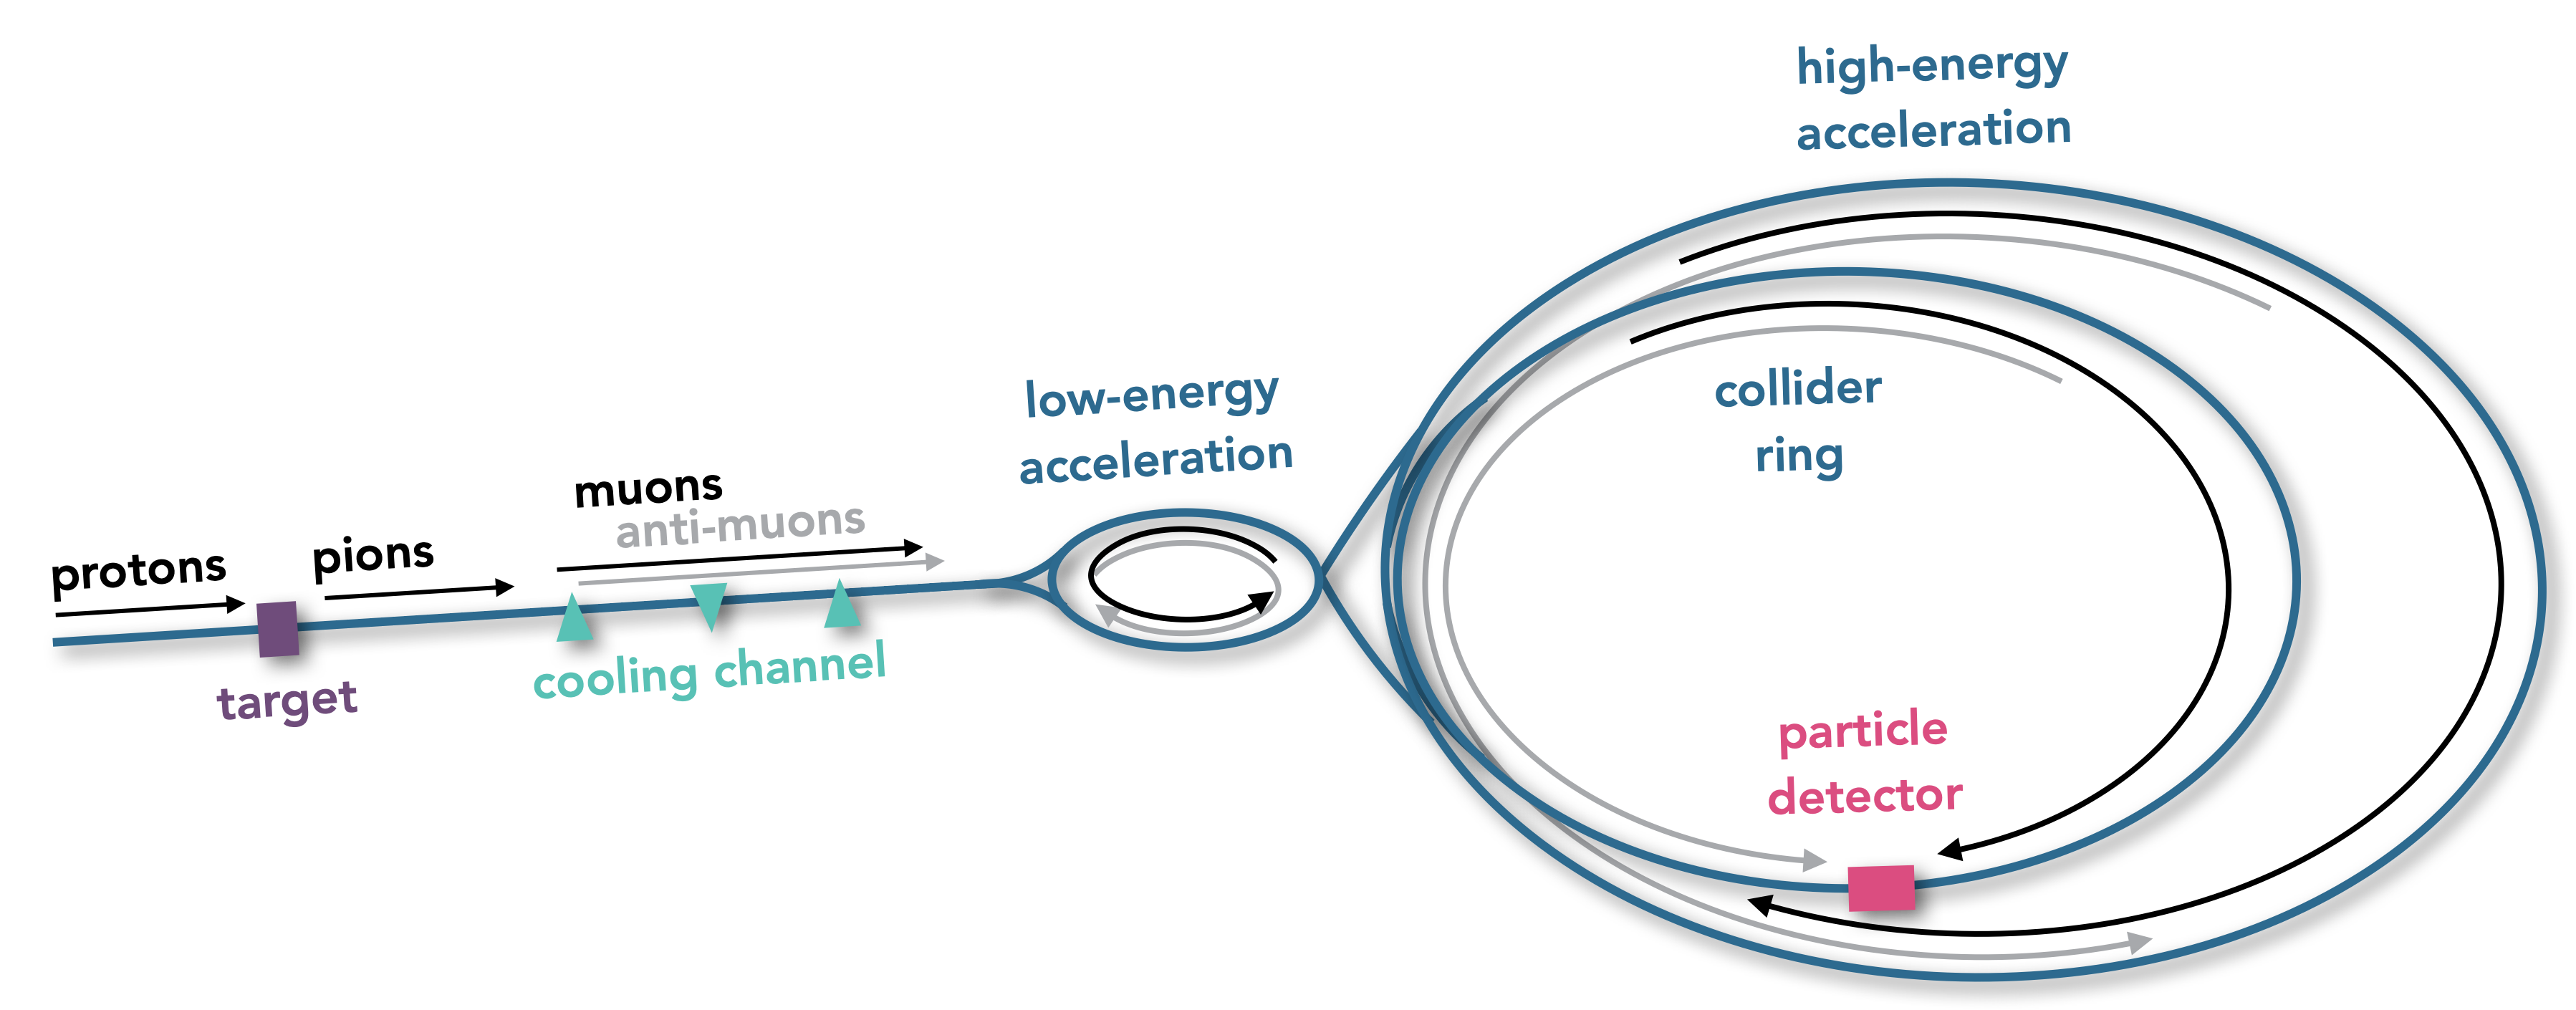 protons
target
pions
muons
anti-muons
cooling channel
low-energy
acceleration
high-energy
acceleration
collider
ring
particle
detector